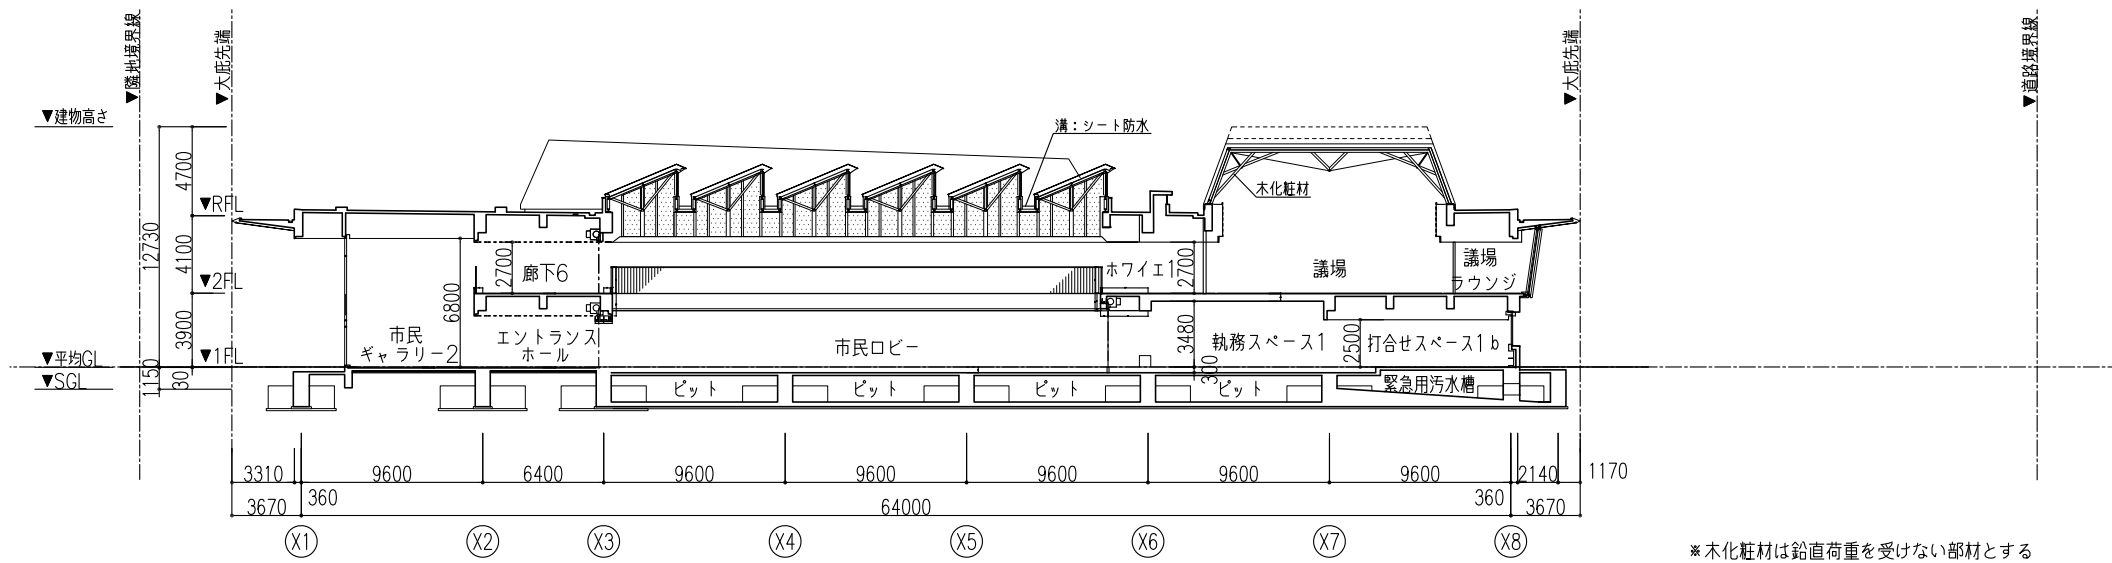 ▼隣地境界線
▼大庇先端
▼大庇先端
▼道路境界線
▼建物高さ
溝：シート防水
木化粧材
4700
▼RFL
12730
4100
▼2FL
3900
▼平均GL
▼1FL
▼SGL
1150
30
2700
廊下6
ホワイエ1
2700
議場
議場
ラウンジ
6800
市民
ギャラリー2
エントランス
ホール
市民ロビー
3480
執務スペース1
2500
打合せスペース1b
300
ピット
ピット
ピット
ピット
緊急用汚水槽
3310
9600
6400
9600
9600
9600
9600
9600
2140
1170
3670
360
64000
360
3670
X1
X2
X3
X4
X5
X6
X7
X8
※木化粧材は鉛直荷重を受けない部材とする